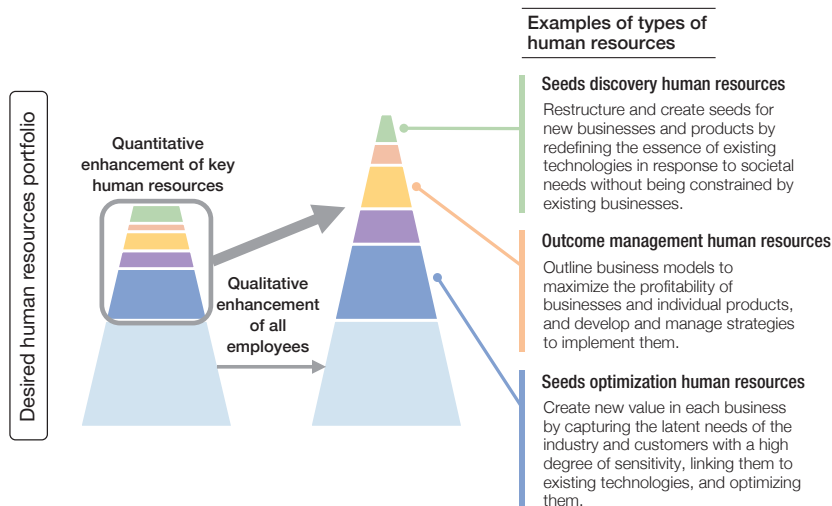 Desired human resources portfolio
Quantitative
enhancement of key
human resources
Qualitative
enhancement
of all
employees
Examples of types of
human resources
Seeds discovery human resources
Restructure and create seeds for
new businesses and products by
redefining the essence of existing
technologies in response to societal
needs without being constrained by
existing businesses.
Outcome management human resources
Outline business models to
maximize the profitability of
businesses and individual products,
and develop and manage strategies
to implement them.
Seeds optimization human resources
Create new value in each business
by capturing the latent needs of the
industry and customers with a high
degree of sensitivity, linking them to
existing technologies, and optimizing
them.